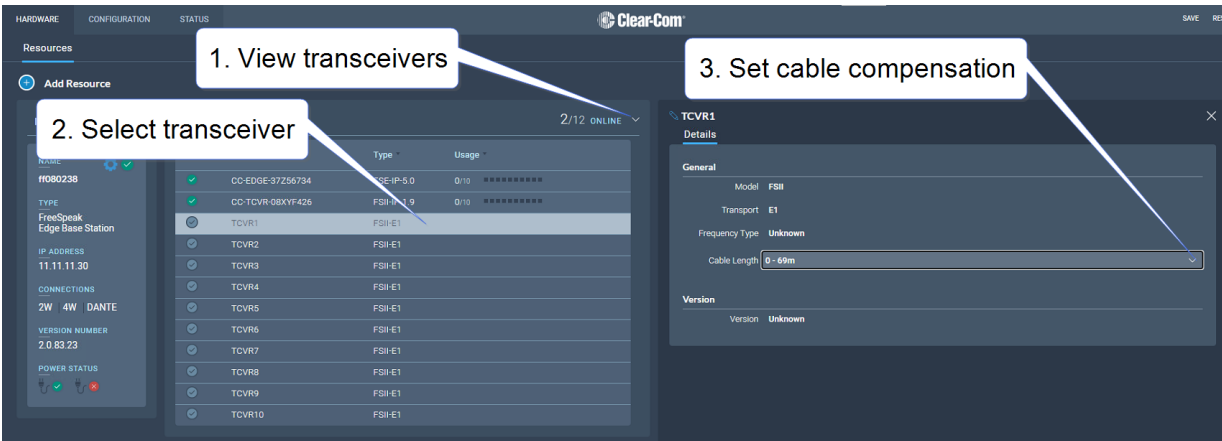 HARDWARE CONFIGURATION STATUS Clear-Com SAVE
Resources
Add Resource
1. View transceivers
2. Select transceiver
3. Set cable compensation
2/12 ONLINE
NAME
ff080238
TYPE
FreeSpeak
Edge Base Station
IP ADDRESS
11.11.11.30
CONNECTIONS
2W 4W DANTE
VERSION NUMBER
2.0.83.23
POWER STATUS
Type Usage
CC-EDGE-37Z56734 FSE-IP-5.0 0/10
CC-TCVR-08XYF426 0/10
TCVR1 FSII-E1
TCVR2 FSII-E1
TCVR3 FSII-E1
TCVR4 FSII-E1
TCVR5 FSII-E1
TCVR6 FSII-E1
TCVR7 FSII-E1
TCVR8 FSII-E1
TCVR9 FSII-E1
TCVR10 FSII-E1
TCVR1
Details
General
Model FSII
Transport E1
Frequency Type Unknown
Cable Length 0 - 69m
Version
Version Unknown